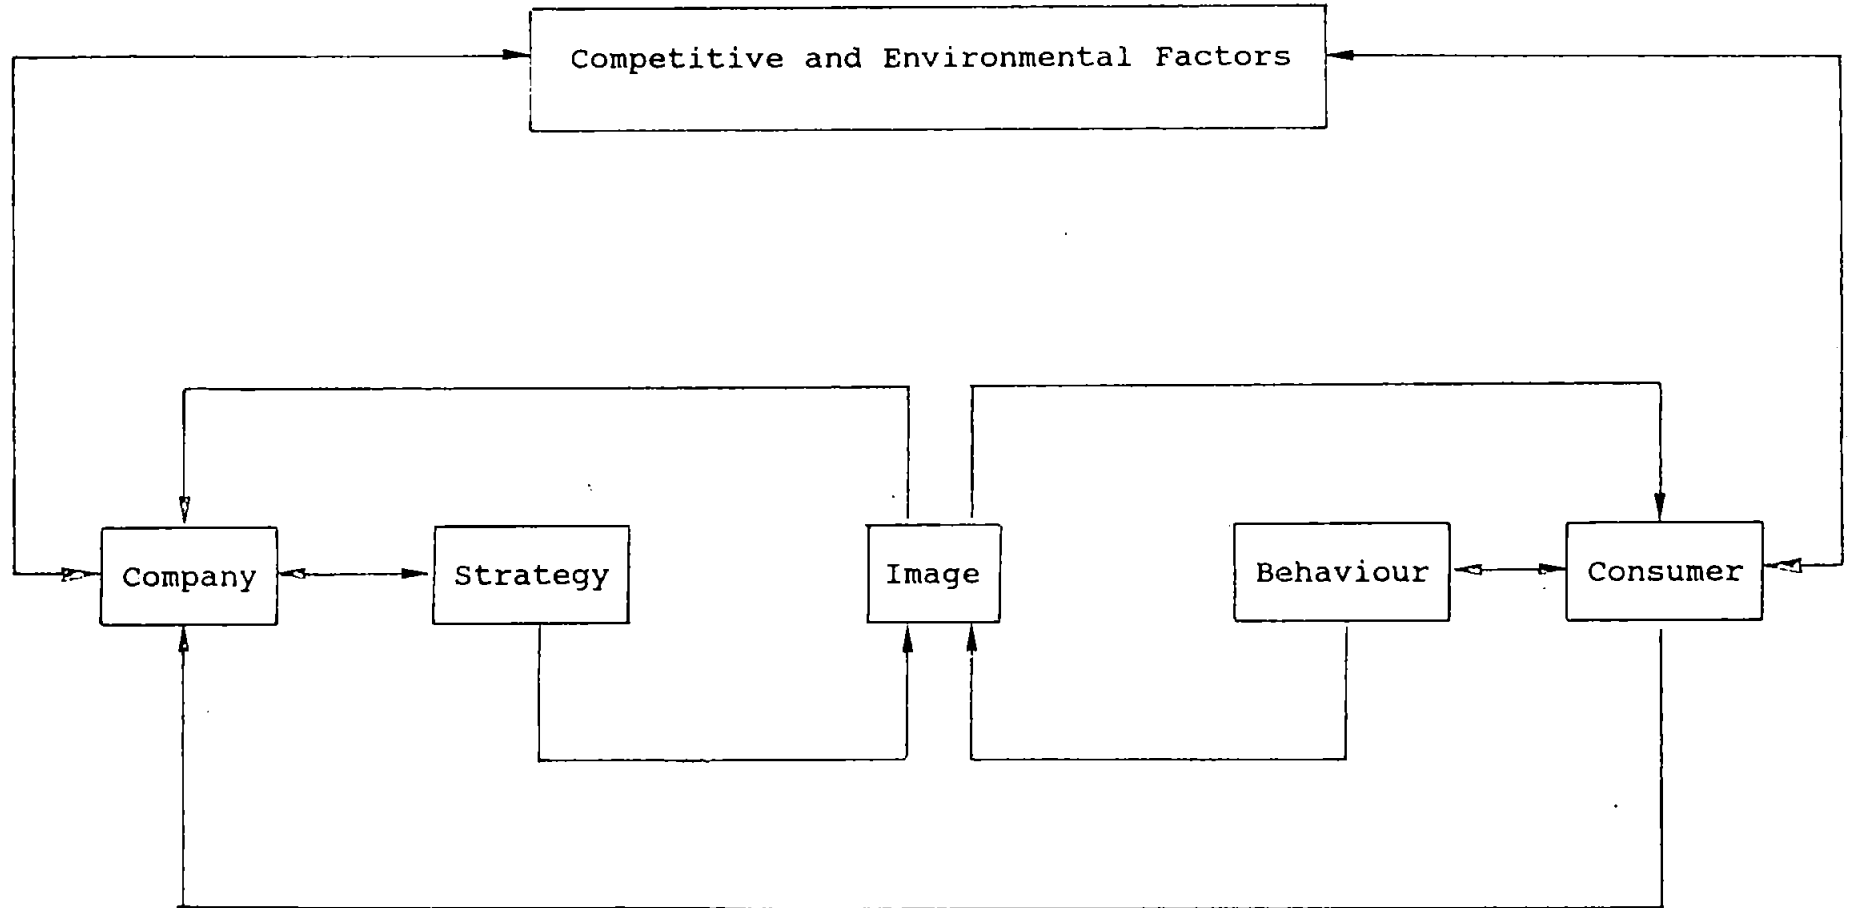 Competitive and Environmental Factors
Company
Strategy
Image
Behaviour
Consumer